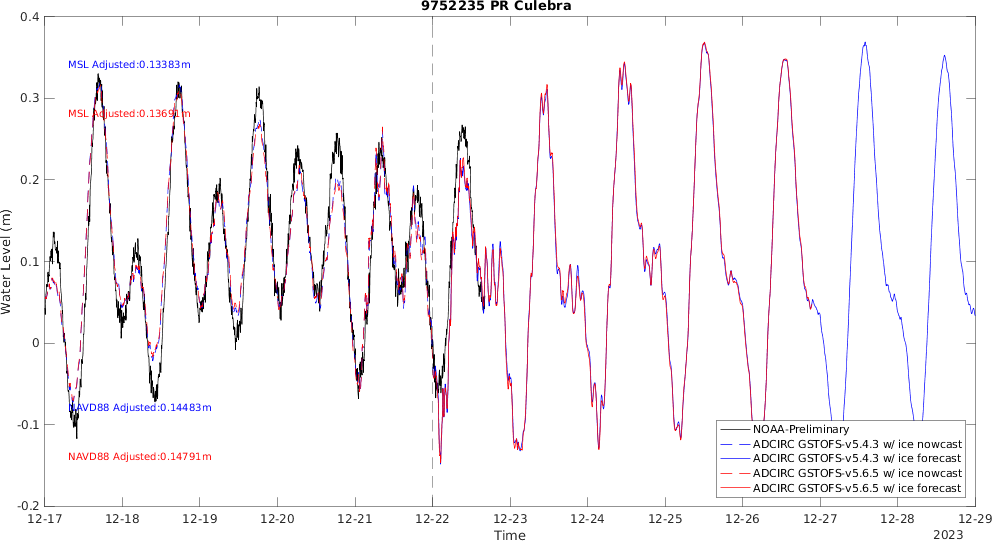 9752235 PR Culebra
0.4
0.3
0.2
0.1
0
-0.1
-0.2
Water Level (m)
MSL Adjusted:0.13383m
MSL Adjusted:0.13691m
NAVD88 Adjusted:0.14483m
NAVD88 Adjusted:0.14791m
NOAA-Preliminary
ADCIRC GSTOFS-v5.4.3 w/ ice nowcast
ADCIRC GSTOFS-v5.4.3 w/ ice forecast
ADCIRC GSTOFS-v5.6.5 w/ ice nowcast
ADCIRC GSTOFS-v5.6.5 w/ ice forecast
12-17 12-18 12-19 12-20 12-21 12-22 12-23 12-24 12-25 12-26 12-27 12-28 12-29
Time
2023